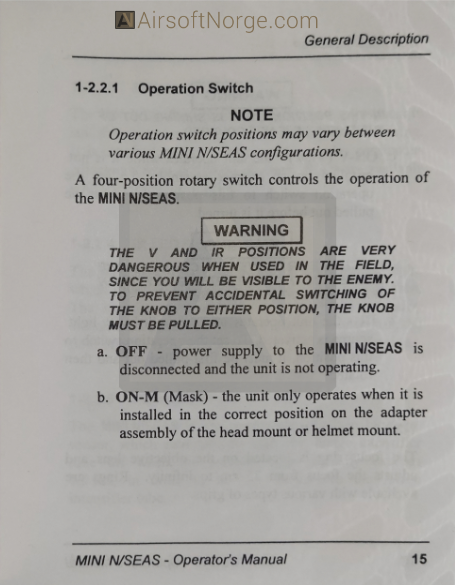 AirsoftNorge.com
General Description
1-2.2.1 Operation Switch
NOTE
Operation switch positions may vary between
various MINI N/SEAS configurations.
A four-position rotary switch controls the operation of
the MINI N/SEAS.
WARNING
THE V AND IR POSITIONS ARE VERY
DANGEROUS WHEN USED IN THE FIELD,
SINCE YOU WILL BE VISIBLE TO THE ENEMY.
TO PREVENT ACCIDENTAL SWITCHING OF
THE KNOB TO EITHER POSITION, THE KNOB
MUST BE PULLED.
a. OFF - power supply to the MINI N/SEAS is
disconnected and the unit is not operating.
b. ON-M (Mask) - the unit only operates when it is
installed in the correct position on the adapter
assembly of the head mount or helmet mount.
MINI N/SEAS - Operator's Manual 15